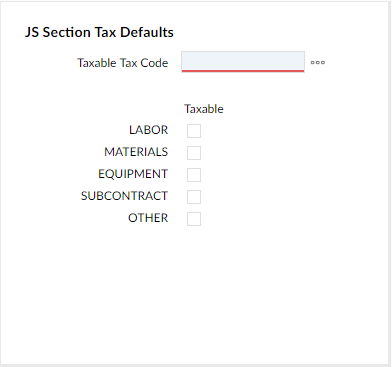 JS Section Tax Defaults
Taxable Tax Code
Taxable
LABOR
MATERIALS
EQUIPMENT
SUBCONTRACT
OTHER